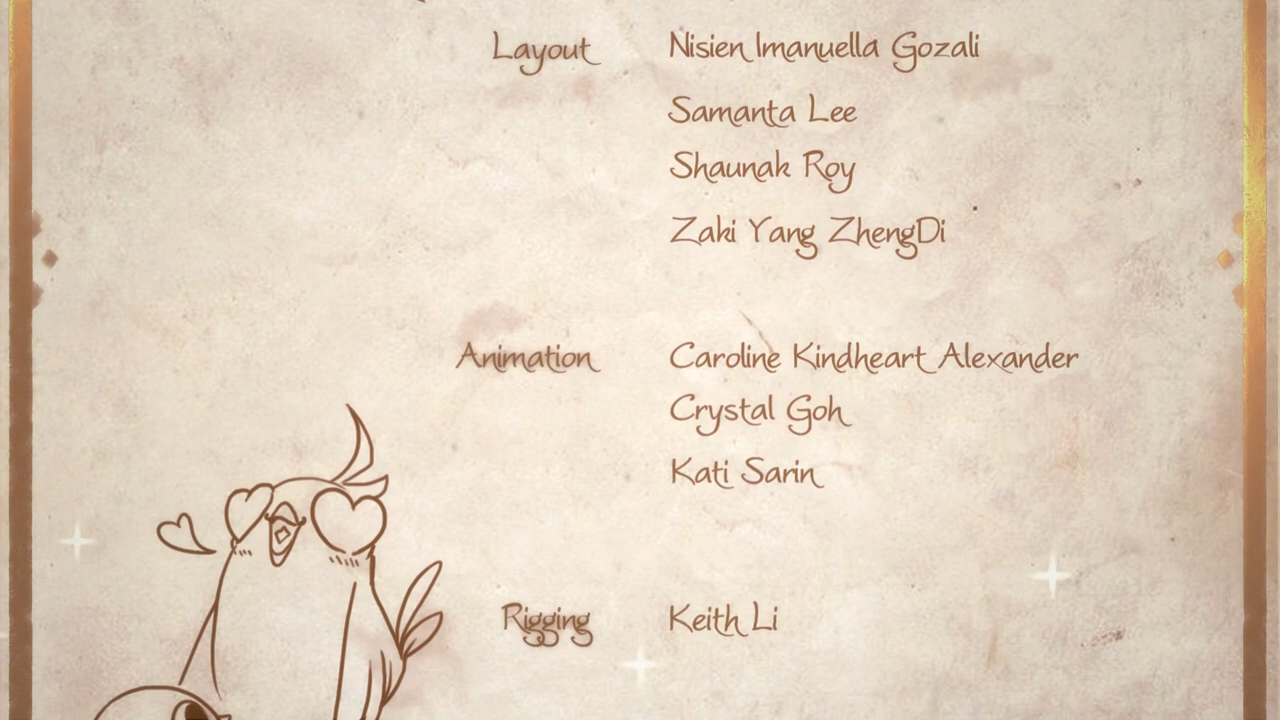 Layout Nisien Imanuella Gozali
Samanta Lee
Shaunak Roy
Zaki Yang ZhengDi
Animation Caroline Kindheart Alexander
Crystal Goh
Kati Sarin
Rigging Keith Li